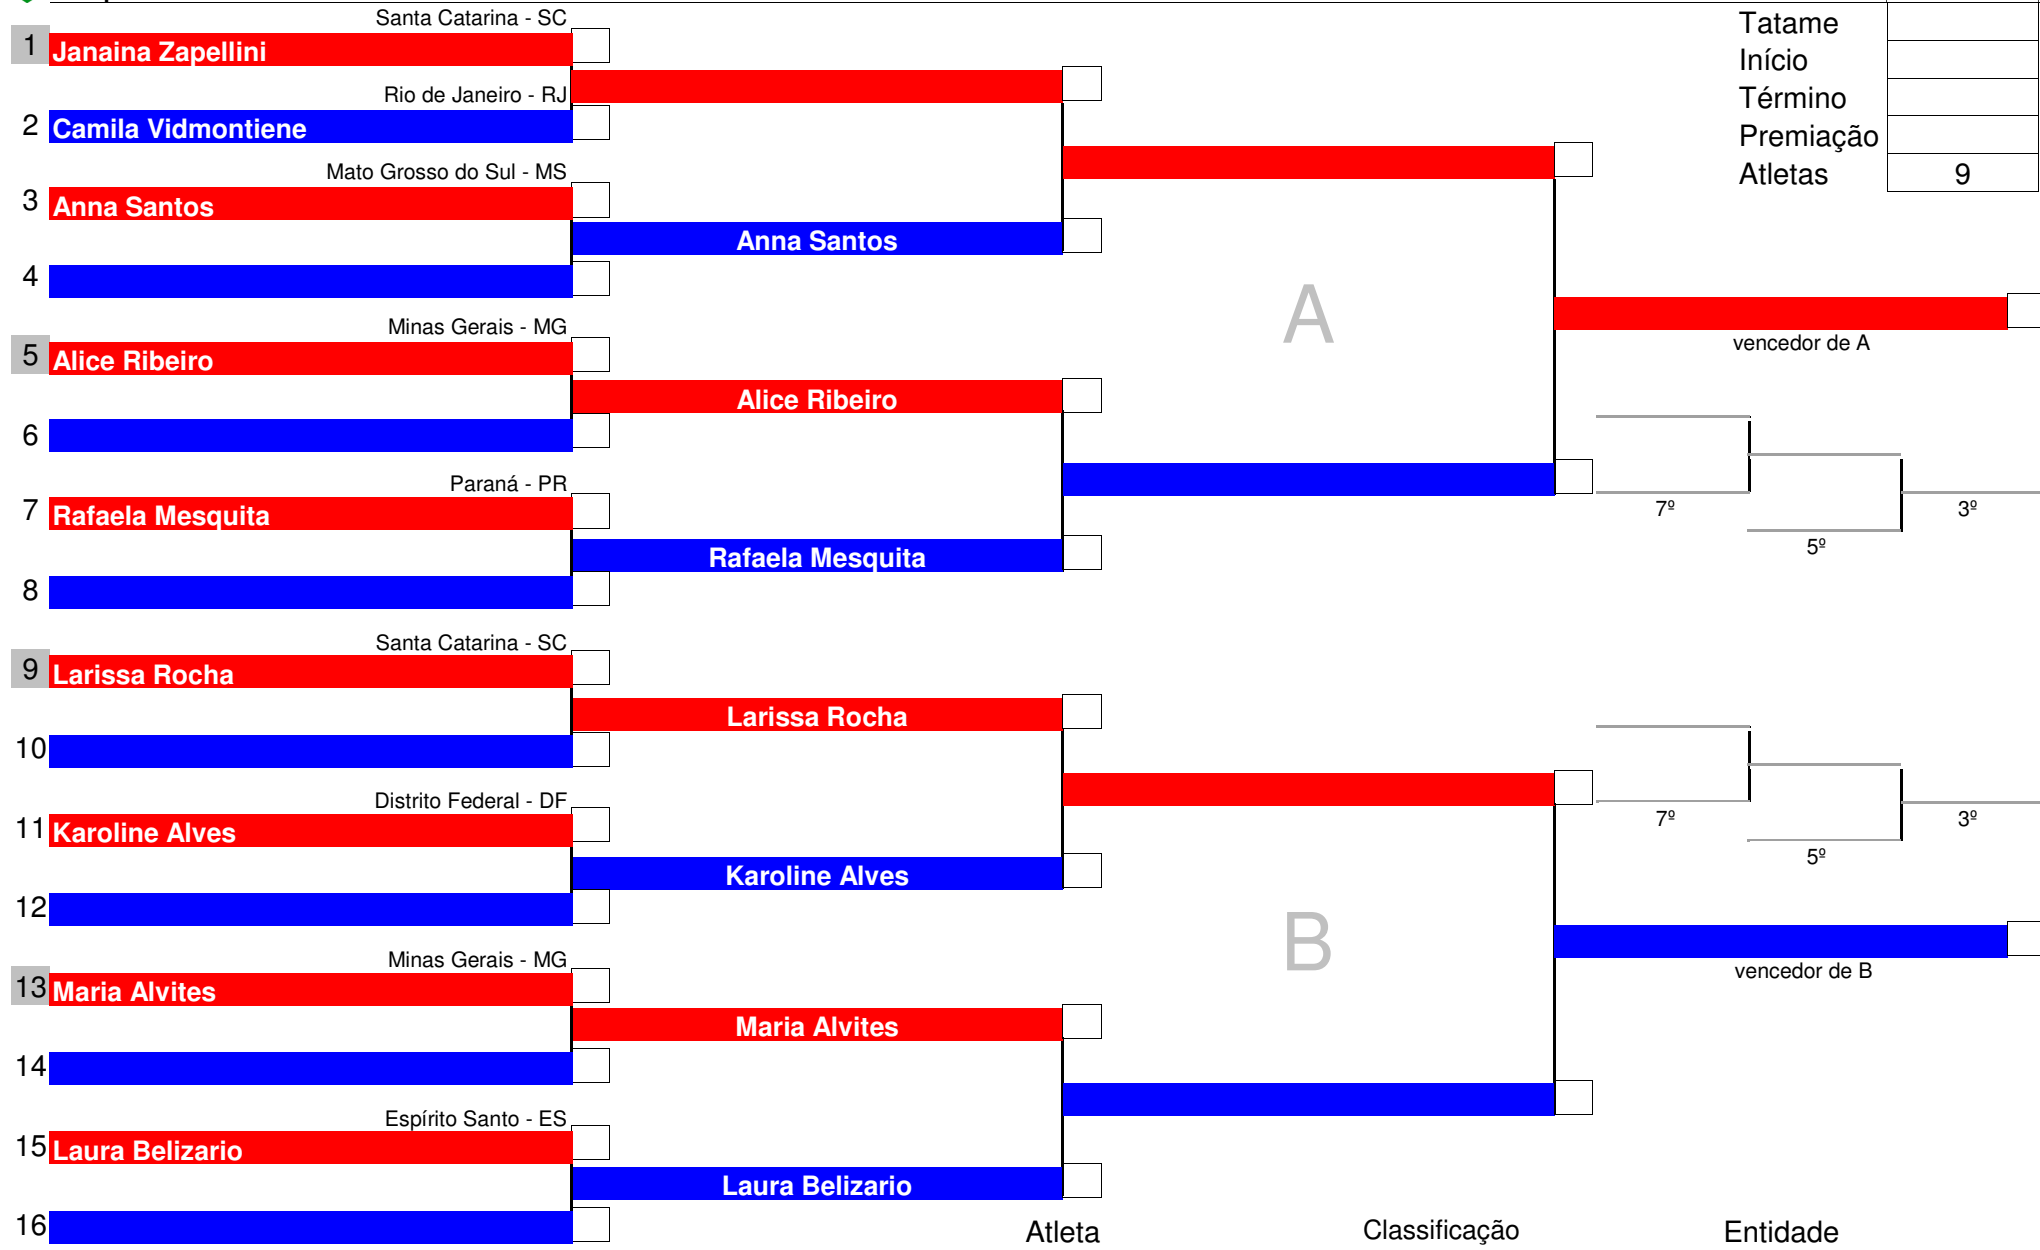 Santa Catarina - SC
1 Janaina Zapellini
Rio de Janeiro - RJ
2 Camila Vidmontiene
Mato Grosso do Sul - MS
3 Anna Santos
Anna Santos
4
Minas Gerais - MG
5 Alice Ribeiro
Alice Ribeiro
6
Paraná - PR
7 Rafaela Mesquita
Rafaela Mesquita
8
Santa Catarina - SC
9 Larissa Rocha
Larissa Rocha
10
Distrito Federal - DF
11 Karoline Alves
Karoline Alves
12
Minas Gerais - MG
13 Maria Alvites
Maria Alvites
14
Espírito Santo - ES
15 Laura Belizario
Laura Belizario
16
A
B
Tatame
Início
Término
Premiação
Atletas 9
vencedor de A
7º
3º
5º
7º
3º
5º
vencedor de B
Atleta Classificação Entidade